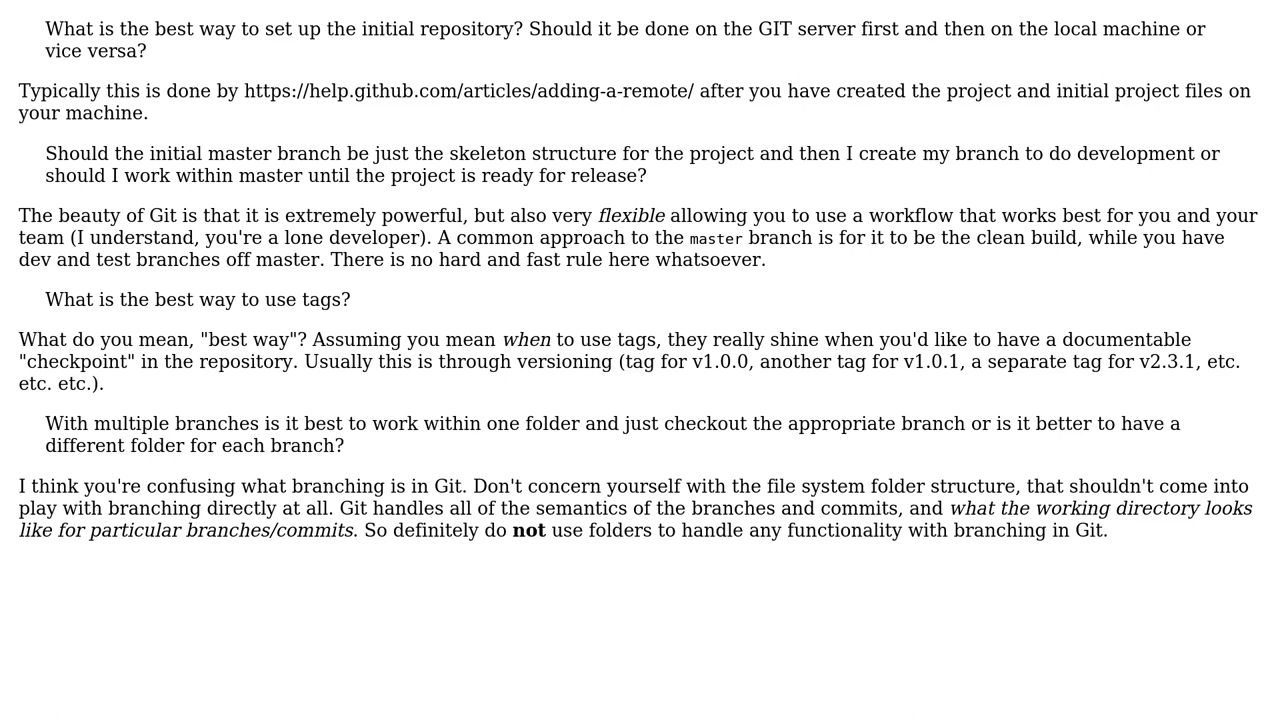 What is the best way to set up the initial repository? Should it be done on the GIT server first and then on the local machine or
vice versa?
Typically this is done by https://help.github.com/articles/adding-a-remote/ after you have created the project and initial project files on
your machine.
Should the initial master branch be just the skeleton structure for the project and then I create my branch to do development or
should I work within master until the project is ready for release?
The beauty of Git is that it is extremely powerful, but also very flexible allowing you to use a workflow that works best for you and your
team (I understand, you're a lone developer). A common approach to the master branch is for it to be the clean build, while you have
dev and test branches off master. There is no hard and fast rule here whatsoever.
What is the best way to use tags?
What do you mean, "best way"? Assuming you mean when to use tags, they really shine when you'd like to have a documentable
"checkpoint" in the repository. Usually this is through versioning (tag for v1.0.0, another tag for v1.0.1, a separate tag for v2.3.1, etc.
etc. etc.).
With multiple branches is it best to work within one folder and just checkout the appropriate branch or is it better to have a
different folder for each branch?
I think you're confusing what branching is in Git. Don't concern yourself with the file system folder structure, that shouldn't come into
play with branching directly at all. Git handles all of the semantics of the branches and commits, and what the working directory looks
like for particular branches/commits. So definitely do not use folders to handle any functionality with branching in Git.